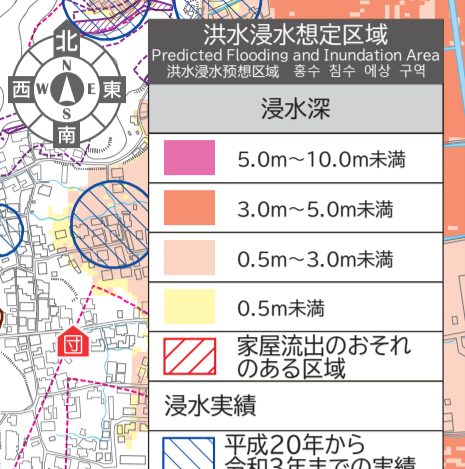 北
N
西 W E 東
S
南
団
洪水浸水想定区域
Predicted Flooding and Inundation Area
洪水浸水预想区域 홍수 침수 예상 구역
浸水深
5.0m～10.0m未満
3.0m～5.0m未満
0.5m～3.0m未満
0.5m未満
家屋流出のおそれ
のある区域
浸水実績
平成20年から
令和3年までの実績